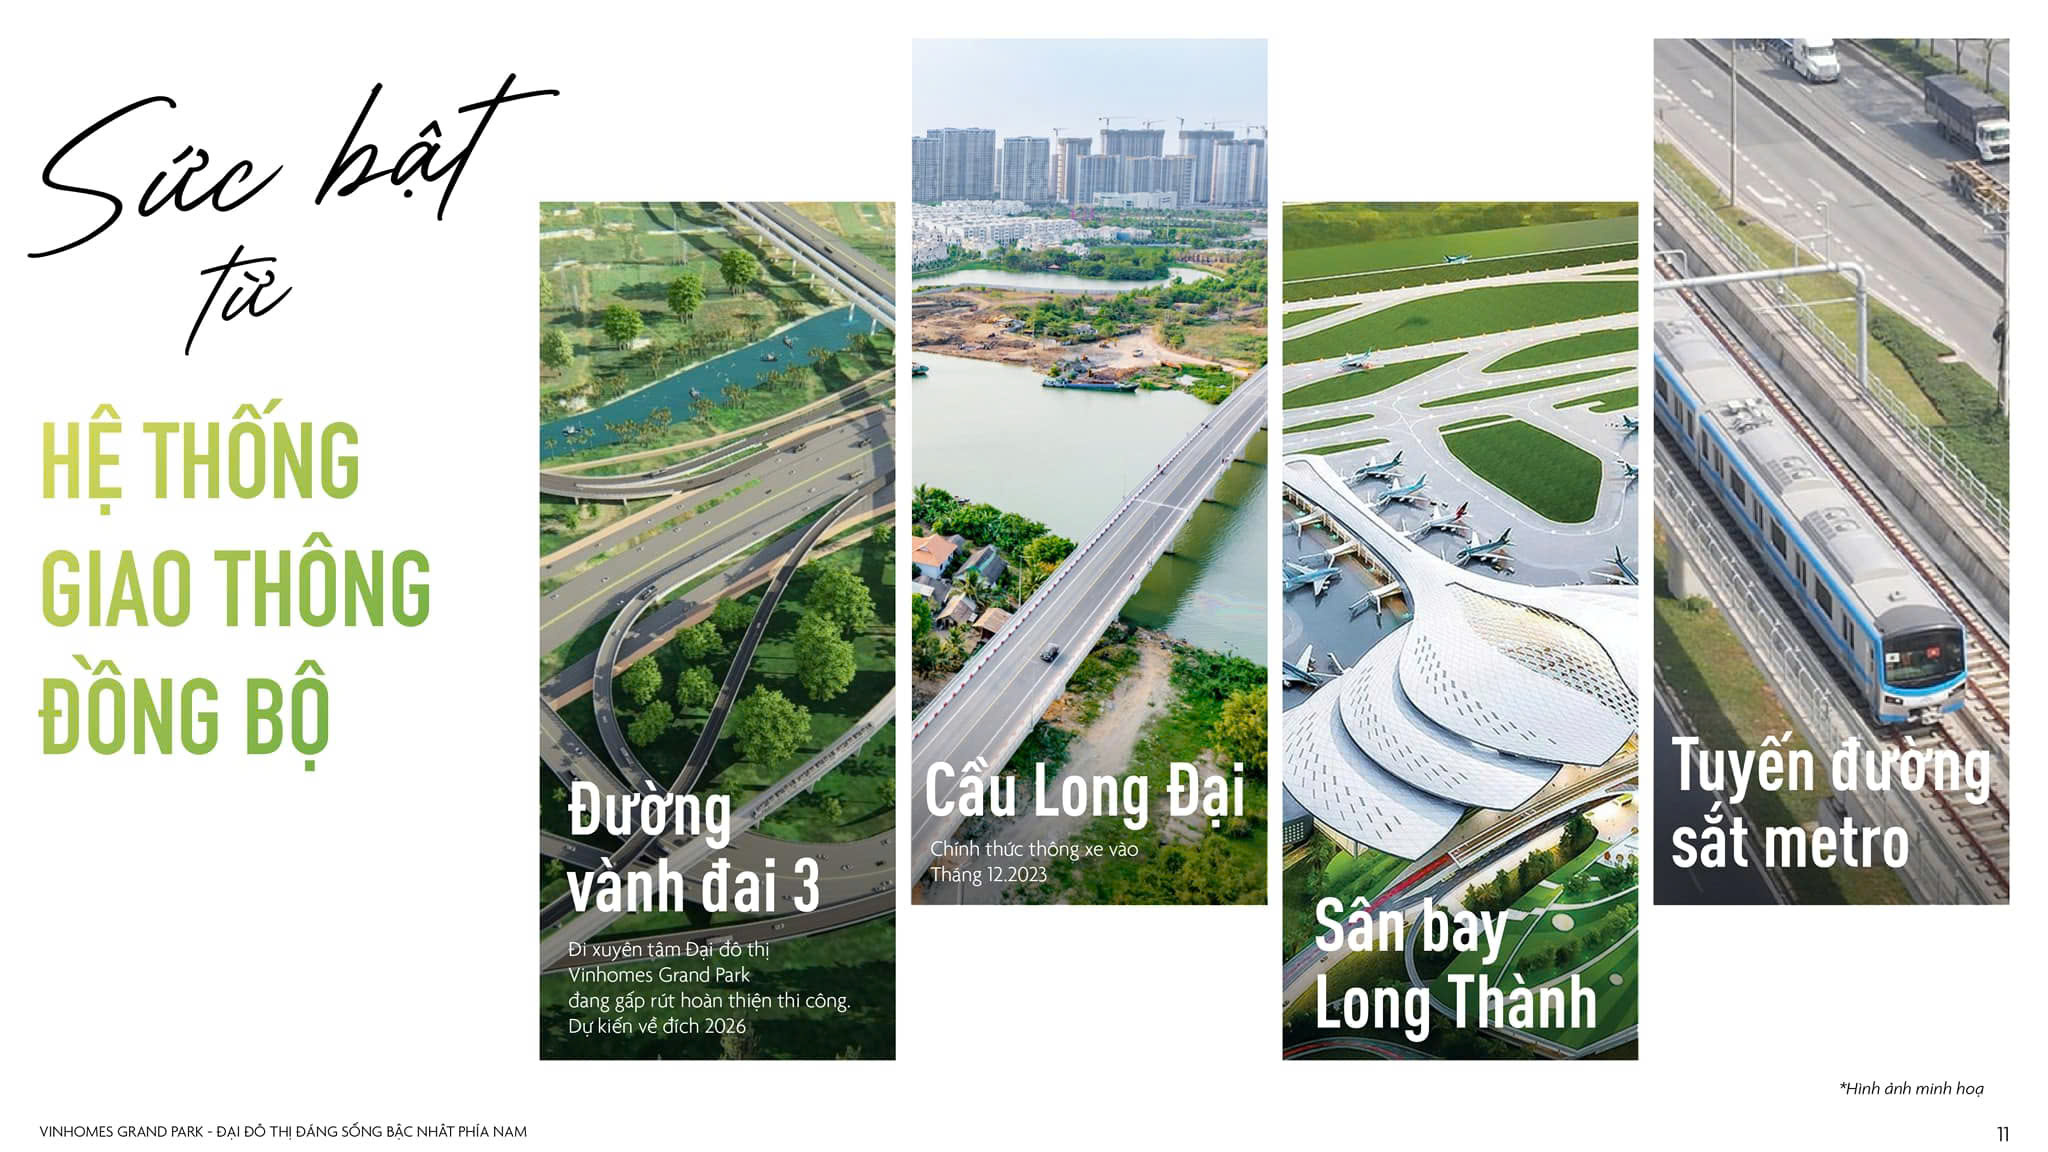 Sức bật
từ
HỆ THỐNG
GIAO THÔNG
ĐỒNG BỘ
Đường
vành đai 3
Đi xuyên tâm Đại đô thị
Vinhomes Grand Park
đang gấp rút hoàn thiện thi công.
Dự kiến về đích 2026
Cầu Long Đại
Chính thức thông xe vào
Tháng 12.2023
Sân bay
Long Thành
Tuyến đường
sắt metro
*Hình ảnh minh hoạ
VINHOMES GRAND PARK - ĐẠI ĐÔ THỊ ĐÁNG SỐNG BẬC NHẤT PHÍA NAM
11